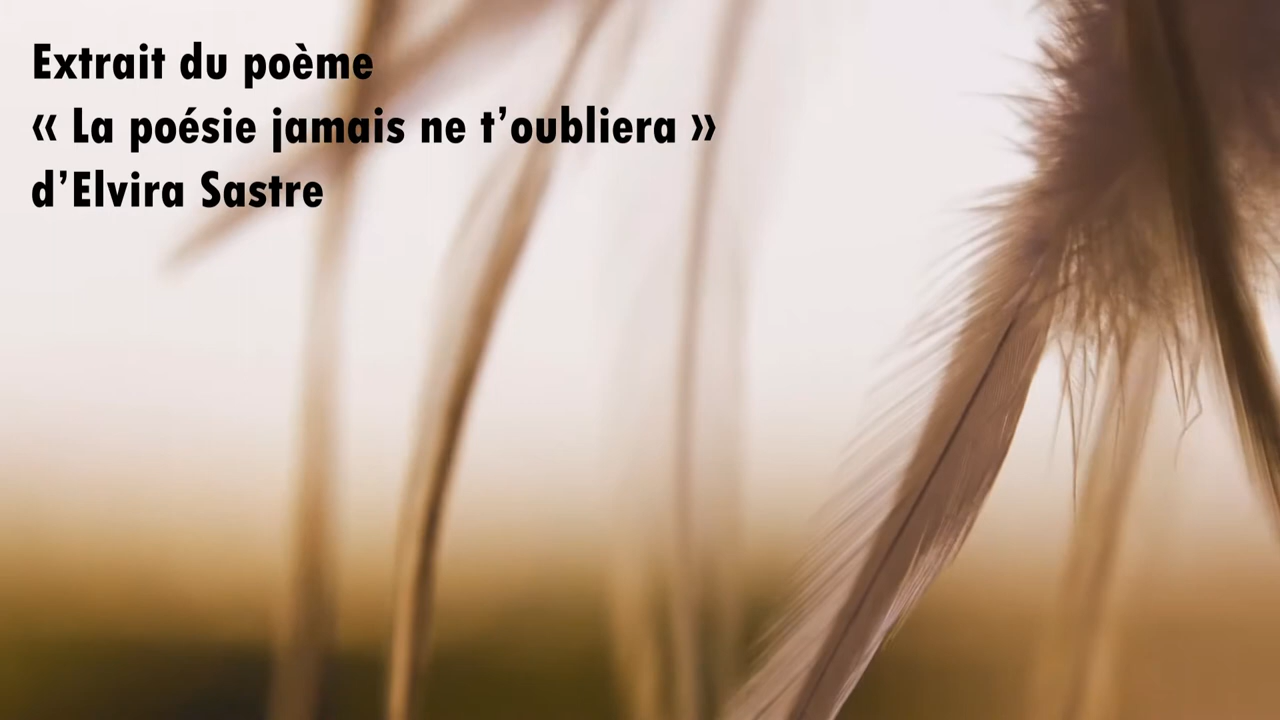 Extrait du poème
« La poésie jamais ne t’oubliera »
d’Elvira Sastre